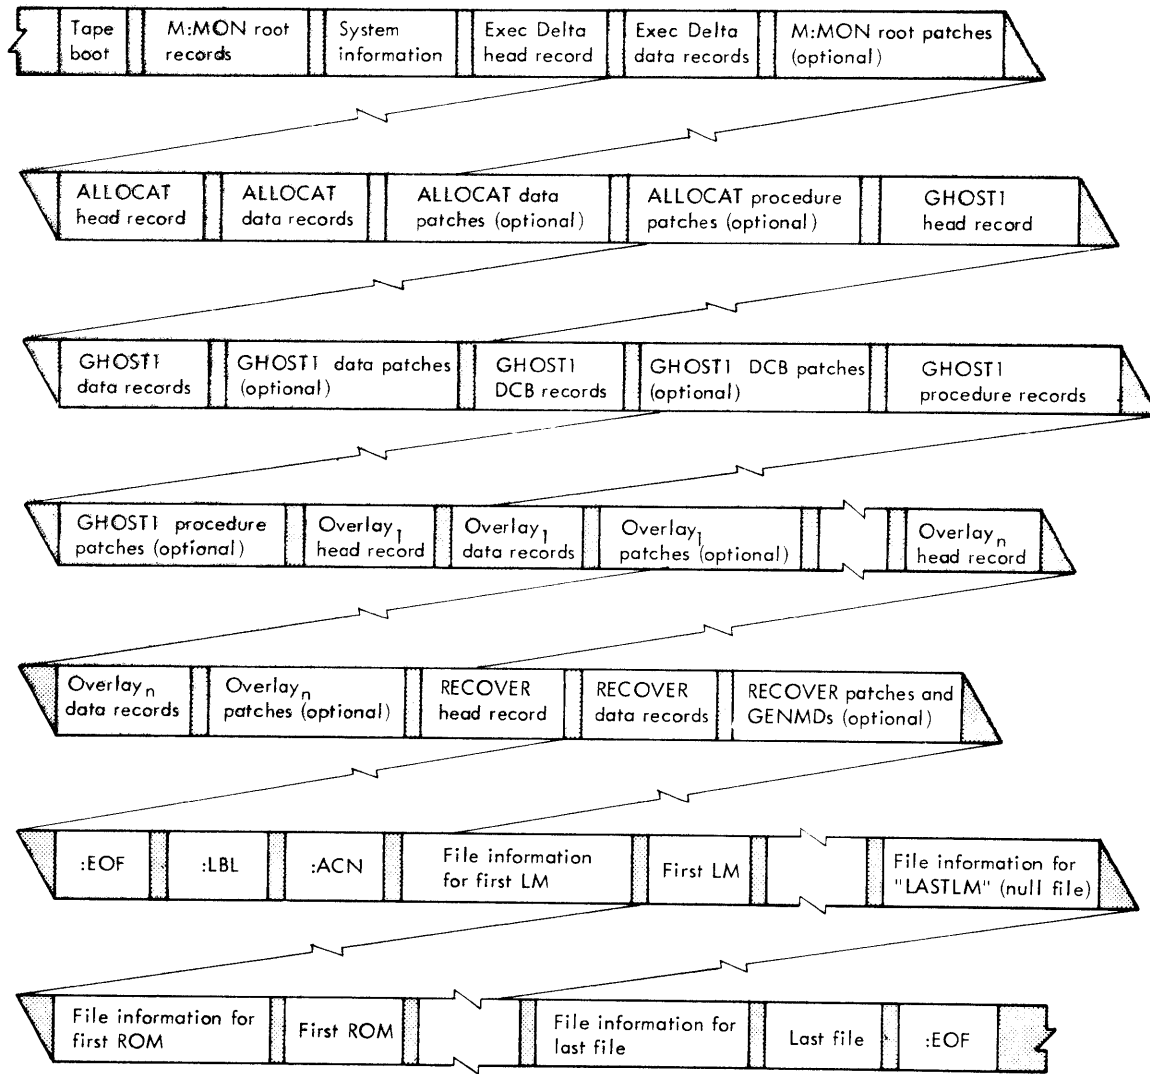 Tape boot
M:MON root records
System information
Exec Delta head record
Exec Delta data records
M:MON root patches (optional)
ALLOCAT head record
ALLOCAT data records
ALLOCAT data patches (optional)
ALLOCAT procedure patches (optional)
GHOST1 head record
GHOST1 data records
GHOST1 data patches (optional)
GHOST1 DCB records
GHOST1 DCB patches (optional)
GHOST1 procedure records
GHOST1 procedure patches (optional)
Overlay1 head record
Overlay1 data records
Overlay1 patches (optional)
Overlayn head record
Overlayn data records
Overlayn patches (optional)
RECOVER head record
RECOVER data records
RECOVER patches and GENMDs (optional)
:EOF
:LBL
:ACN
File information for first LM
First LM
File information for "LASTLM" (null file)
File information for first ROM
First ROM
File information for last file
Last file
:EOF